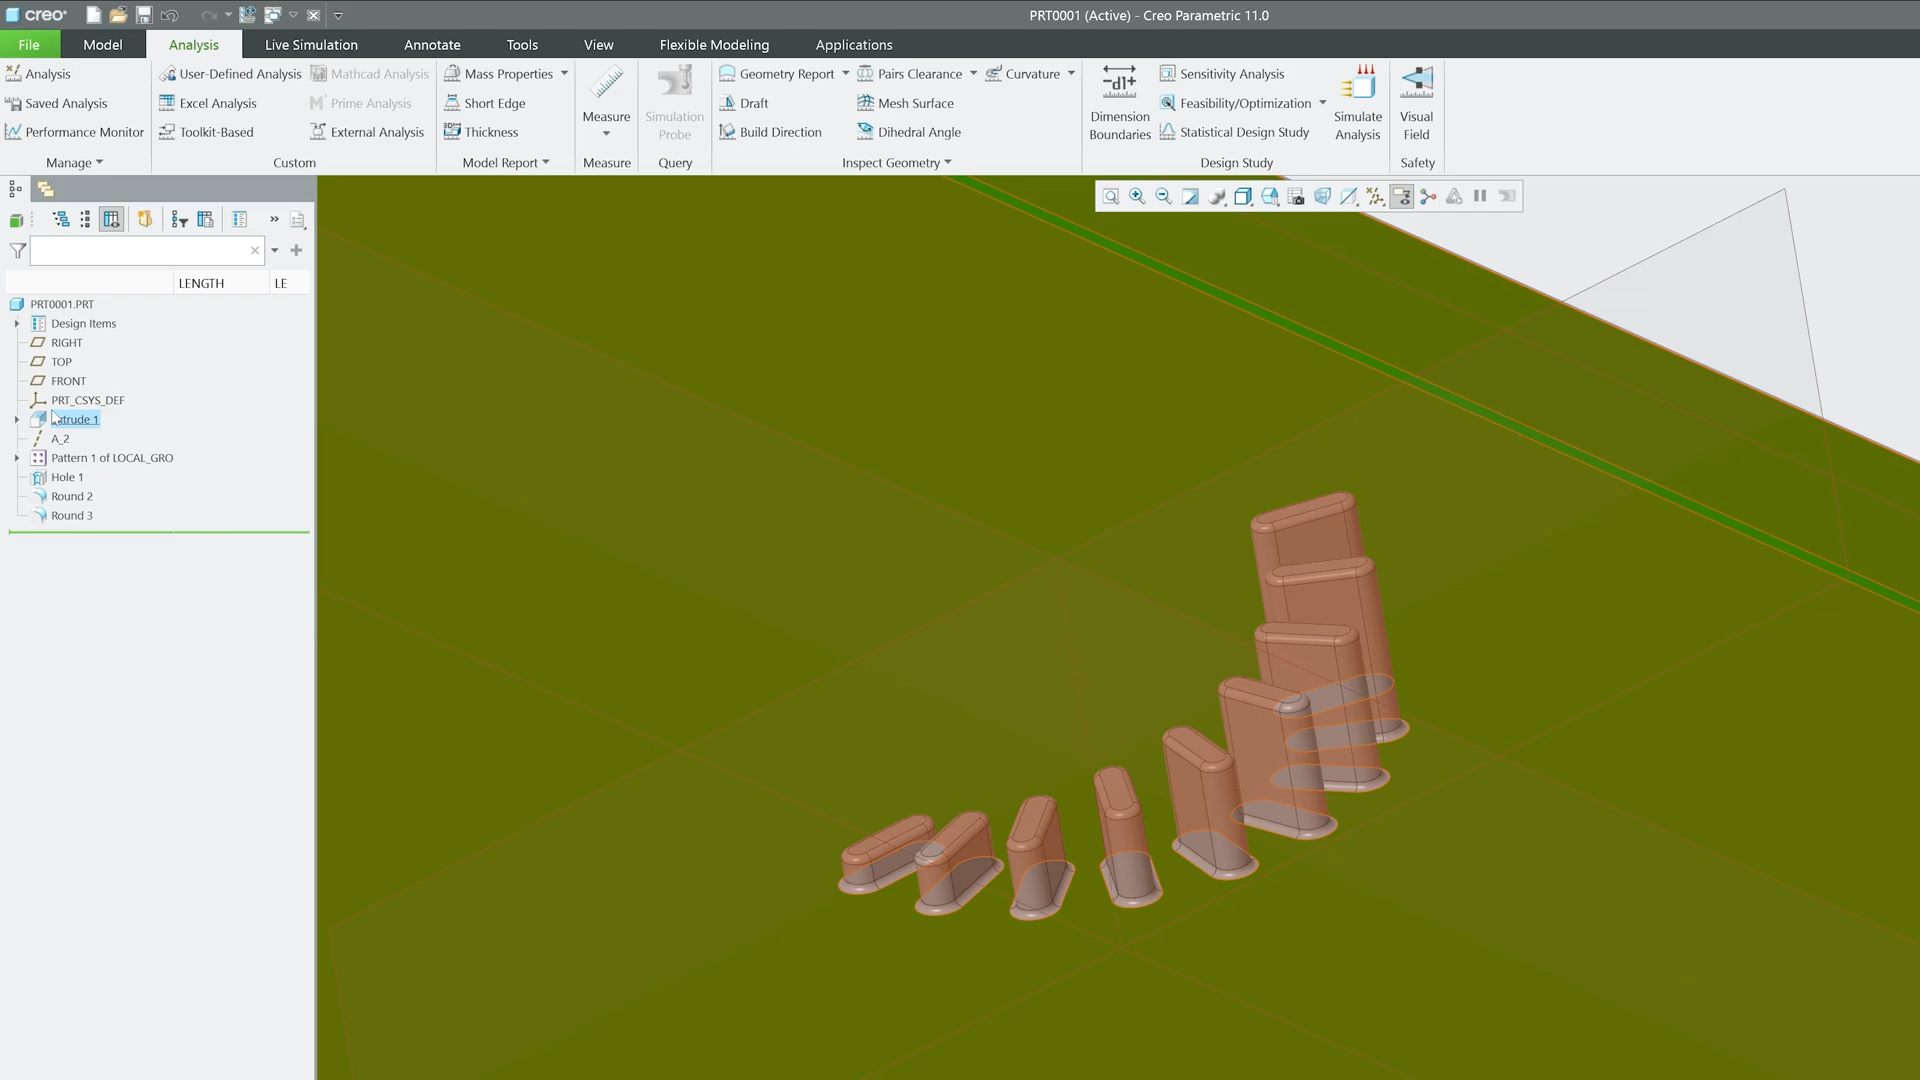 creo
PRT0001 (Active) - Creo Parametric 11.0
File Model Analysis Live Simulation Annotate Tools View Flexible Modeling Applications
Analysis
Saved Analysis
Performance Monitor
Manage
User-Defined Analysis
Excel Analysis
Toolkit-Based
Mathcad Analysis
Prime Analysis
External Analysis
Custom
Mass Properties
Short Edge
Thickness
Model Report
Measure
Measure
Simulation
Probe
Query
Geometry Report
Draft
Build Direction
Pairs Clearance
Mesh Surface
Dihedral Angle
Curvature
Inspect Geometry
Dimension
Boundaries
Sensitivity Analysis
Feasibility/Optimization
Statistical Design Study
Simulate
Analysis
Design Study
Visual
Field
Safety
LENGTH LE
PRT0001.PRT
Design Items
RIGHT
TOP
FRONT
PRT_CSYS_DEF
trude 1
A_2
Pattern 1 of LOCAL_GRO
Hole 1
Round 2
Round 3